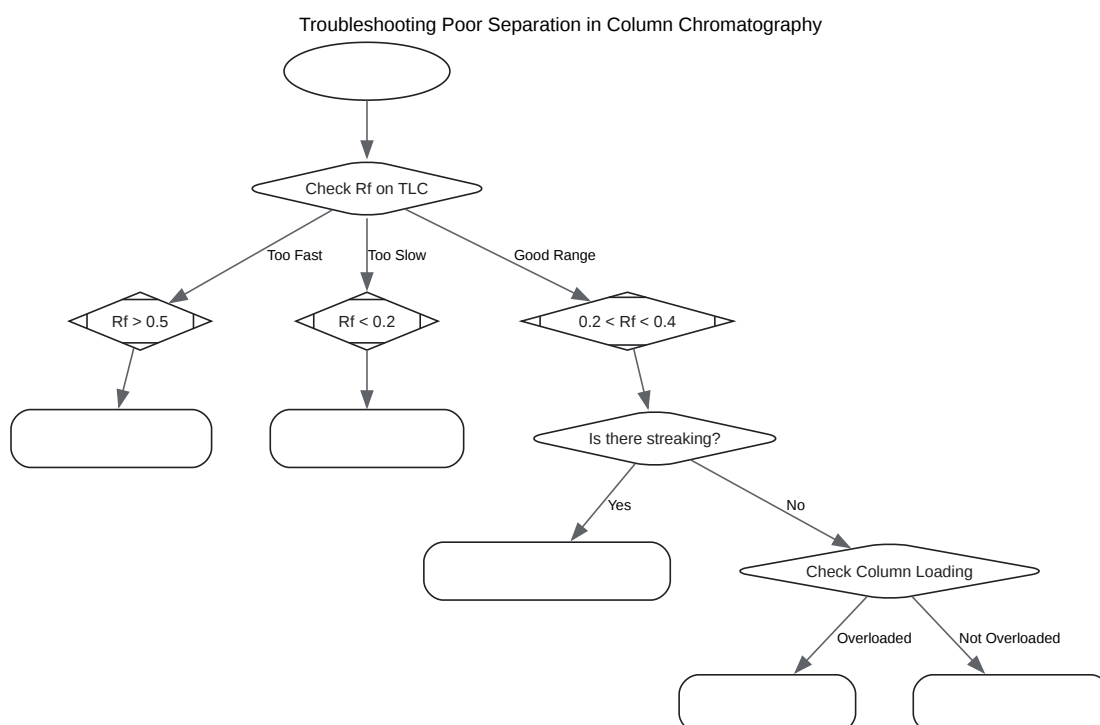 Troubleshooting Poor Separation in Column Chromatography
Check Rf on TLC
Too Fast
Too Slow
Good Range
Rf > 0.5
Rf < 0.2
0.2 < Rf < 0.4
Is there streaking?
Yes
No
Check Column Loading
Overloaded
Not Overloaded